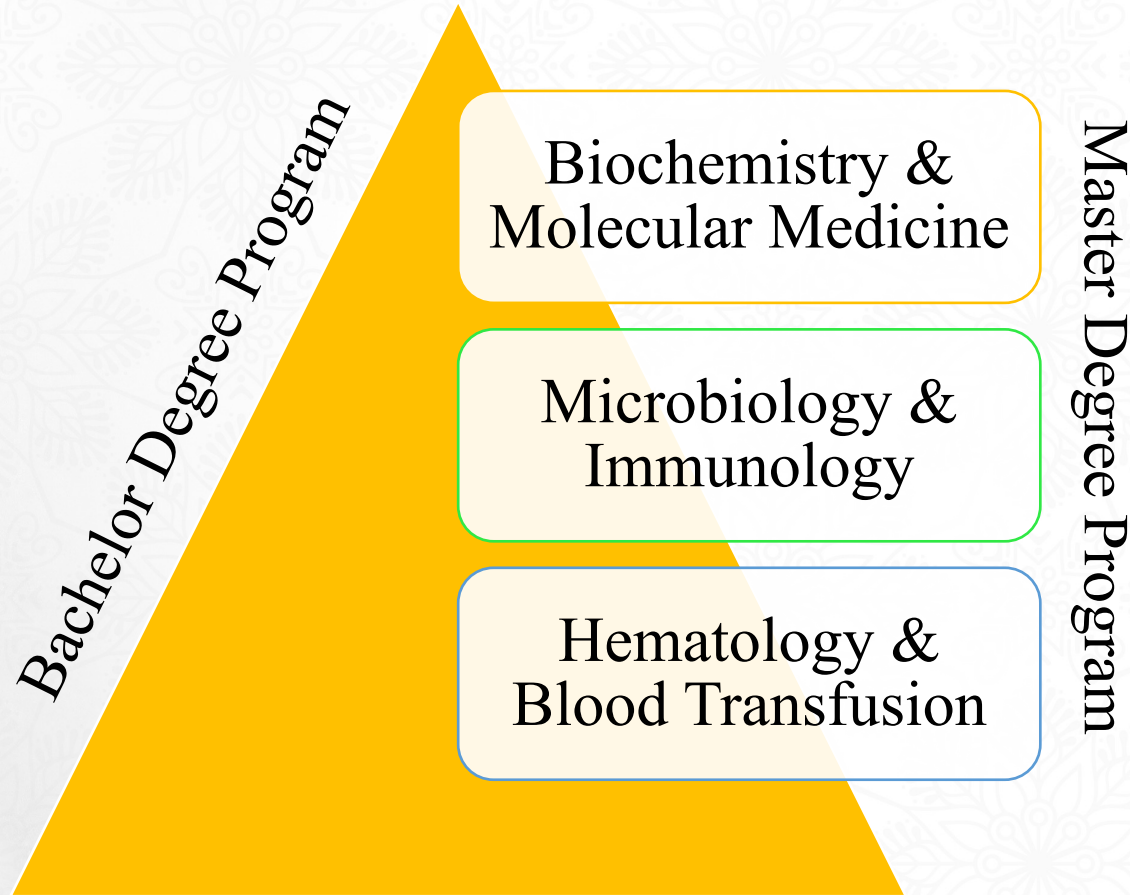 Bachelor Degree Program
Biochemistry &
Molecular Medicine
Microbiology &
Immunology
Hematology &
Blood Transfusion
Master Degree Program